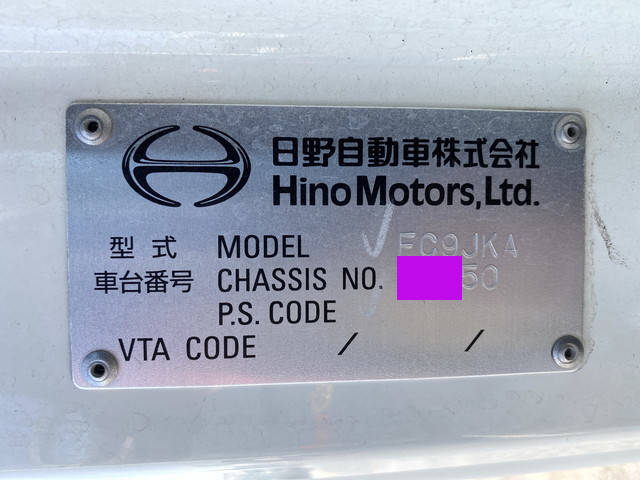 日野自動車株式会社
Hino Motors, Ltd.
型式 MODEL FC9JKA
車台番号 CHASSIS NO. 50
P.S. CODE
VTA CODE / /